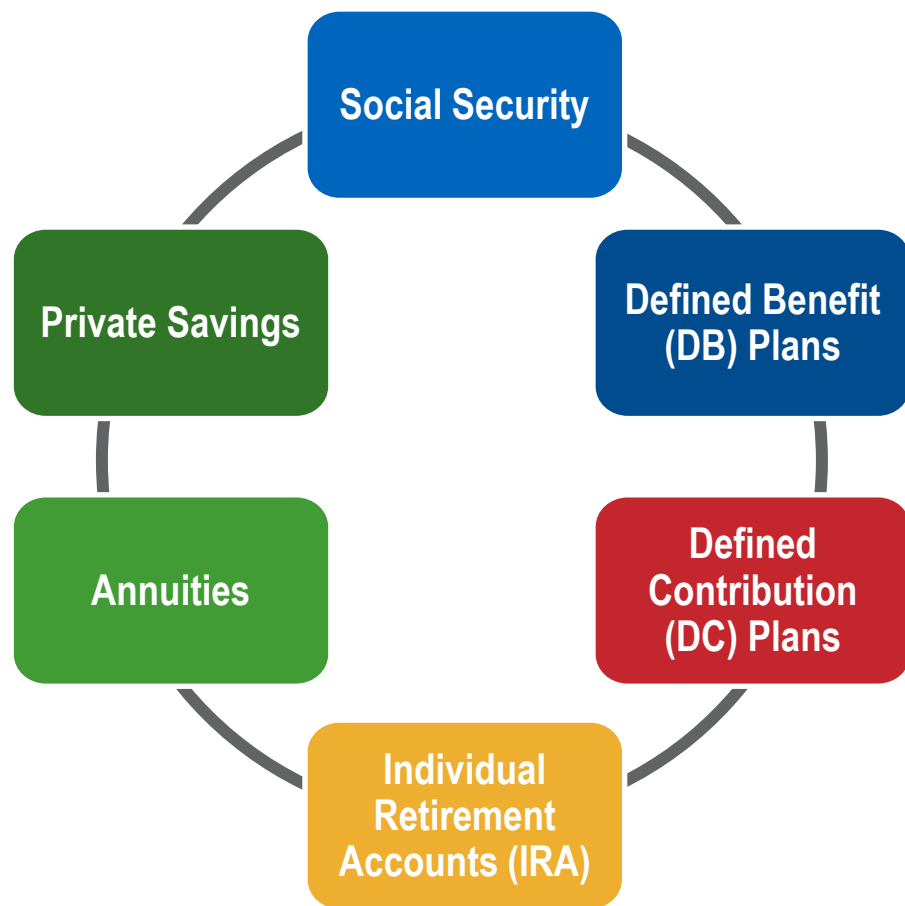 Social Security
Defined Benefit
(DB) Plans
Defined
Contribution
(DC) Plans
Individual
Retirement
Accounts (IRA)
Annuities
Private Savings